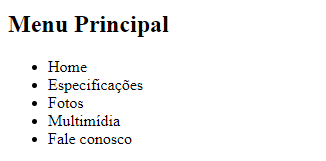 Menu Principal
Home
Especificações
Fotos
Multimídia
Fale conosco